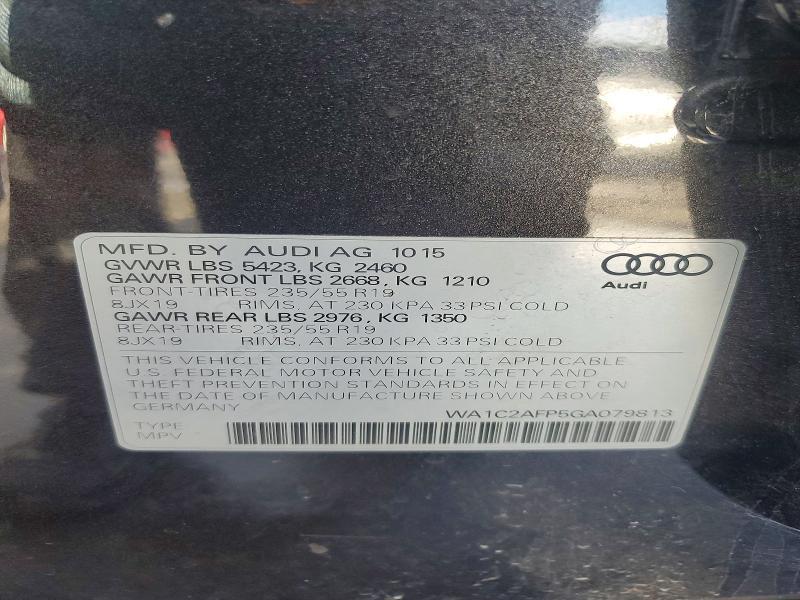 MFD. BY AUDI AG 10 15
GVWR LBS 5423, KG 2460
GAWR FRONT LBS 2668, KG 1210
FRONT-TIRES 235/55 R19
8JX19 RIMS, AT 230 KPA 33 PSI COLD
GAWR REAR LBS 2976, KG 1350
REAR-TIRES 235/55 R19
8JX19 RIMS, AT 230 KPA 33 PSI COLD
Audi
THIS VEHICLE CONFORMS TO ALL APPLICABLE
U.S. FEDERAL MOTOR VEHICLE SAFETY AND
THEFT PREVENTION STANDARDS IN EFFECT ON
THE DATE OF MANUFACTURE SHOWN ABOVE.
GERMANY WA1C2AFP5GA079813
TYPE
MPV